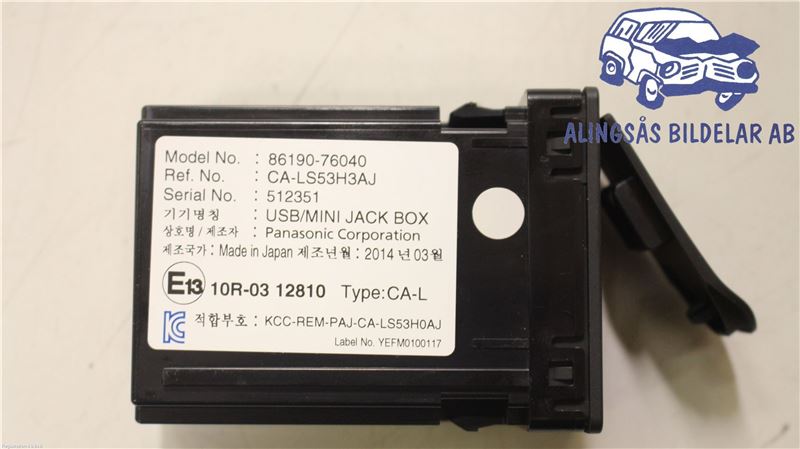 ALINGSÅS BILDELAR AB
Model No. : 86190-76040
Ref. No. : CA-LS53H3AJ
Serial No. : 512351
기기명칭 : USB/MINI JACK BOX
상호명 / 제조자 : Panasonic Corporation
제조국가: Made in Japan 제조년월 : 2014 년 03 월
E13 10R-03 12810 Type:CA-L
적합부호 : KCC-REM-PAJ-CA-LS53H0AJ
Label No. YEFM0100117